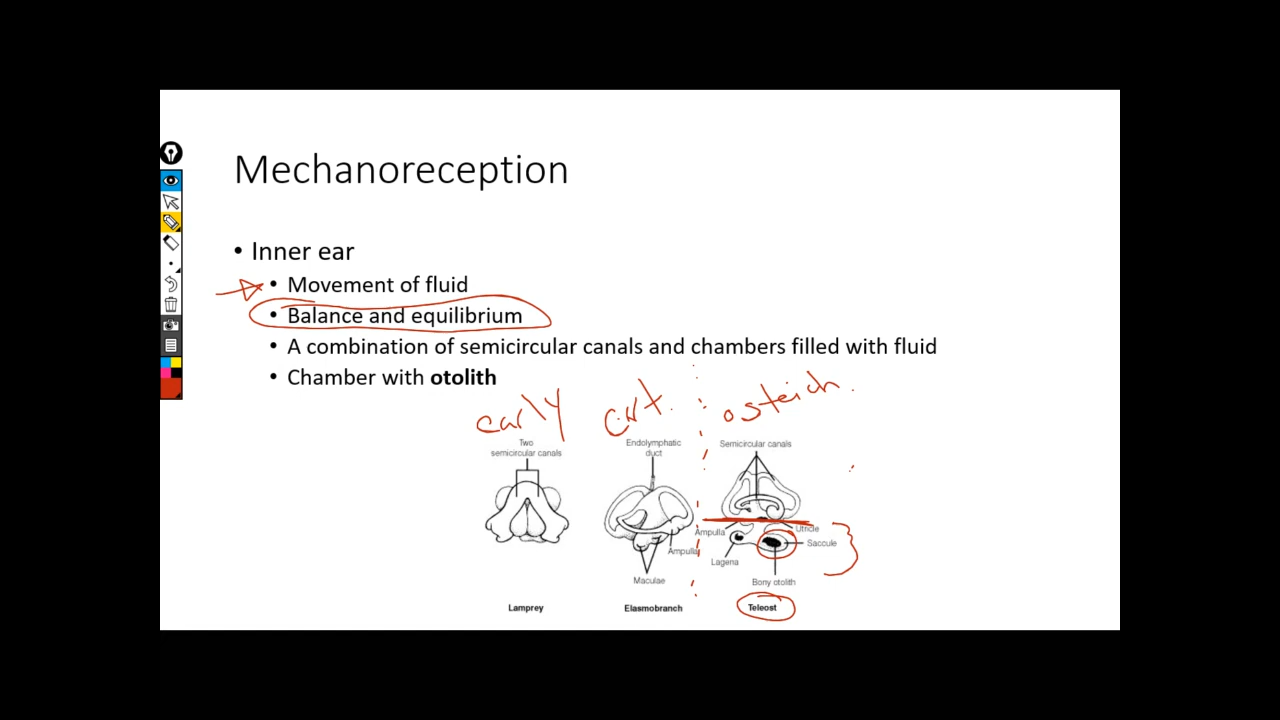 Mechanoreception
• Inner ear
• Movement of fluid
• Balance and equilibrium
• A combination of semicircular canals and chambers filled with fluid
• Chamber with otolith
early cart. osteich.
Two
semicircular canals
Endolymphatic
duct
Semicircular canals
Ampulla
Maculae
Ampulla
Utricle
Saccule
Lagena
Bony otolith
Lamprey
Elasmobranch
Teleost